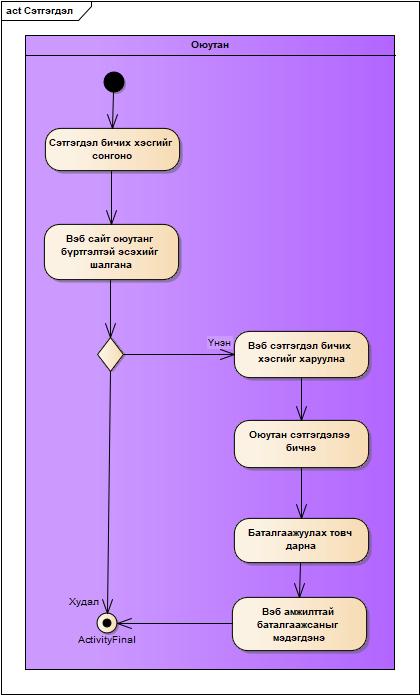 act Сэтгэгдэл
Оюутан
Сэтгэгдэл бичих хэсгийг
сонгоно
Вэб сайт оюутанг
бүртгэлтэй эсэхийг
шалгана
Үнэн
Вэб сэтгэгдэл бичих
хэсгийг харуулна
Оюутан сэтгэгдэлээ
бичнэ
Баталгаажуулах товч
дарна
Вэб амжилттай
баталгаажсаныг
мэдэгдэнэ
Худал
ActivityFinal